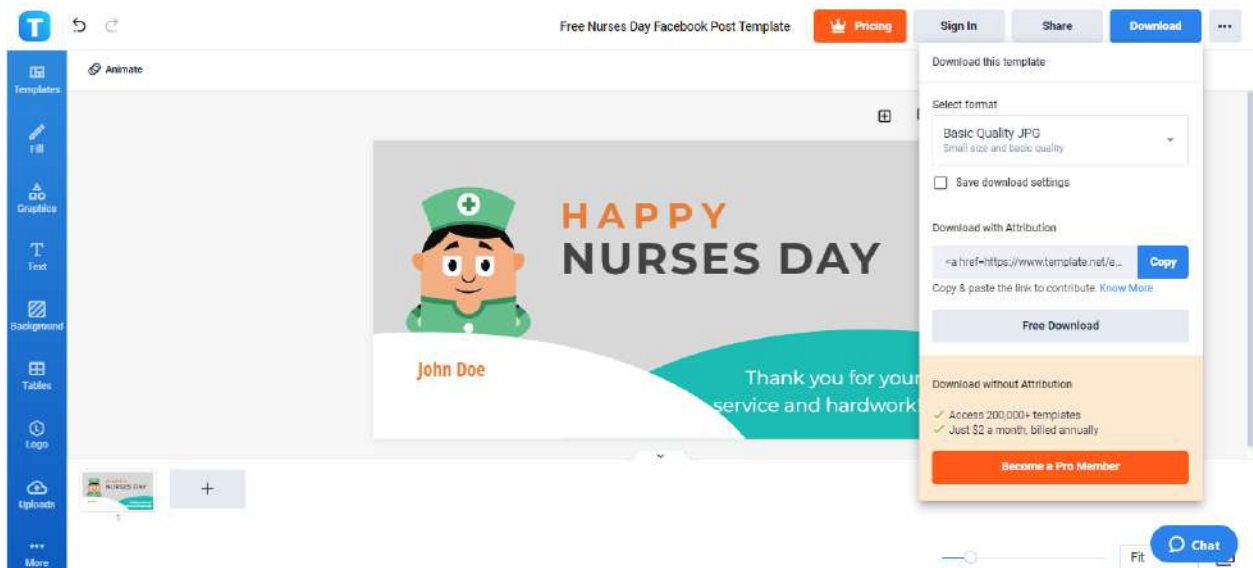 T
Free Nurses Day Facebook Post Template
Pricing
Sign In
Share
Download
Templates
Fill
Graphics
T
Text
Background
Tables
Logo
Uploads
More
Animate
HAPPY
NURSES DAY
John Doe
Thank you for your
service and hardwork!
HAPPY
NURSES DAY
1
Download this template
Select format
Basic Quality JPG
Small size and basic quality
Save download settings
Download with Attribution
<a href=https://www.template.net/e...
Copy
Copy & paste the link to contribute. Know More
Free Download
Download without Attribution
Access 200,000+ templates
Just $2 a month, billed annually
Become a Pro Member
Fit
Chat